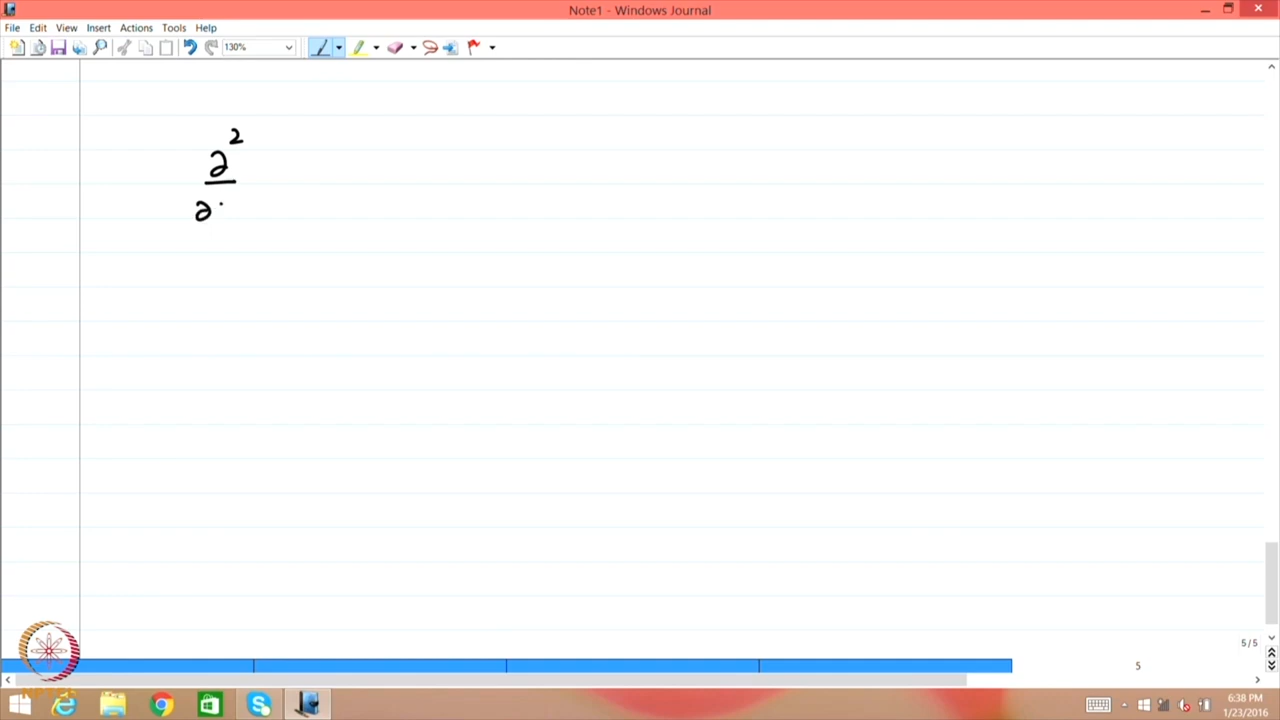 Note1 - Windows Journal
File Edit View Insert Actions Tools Help
130%
∂²
∂
5 / 5
5
NPTEL
6:38 PM
1/23/2016